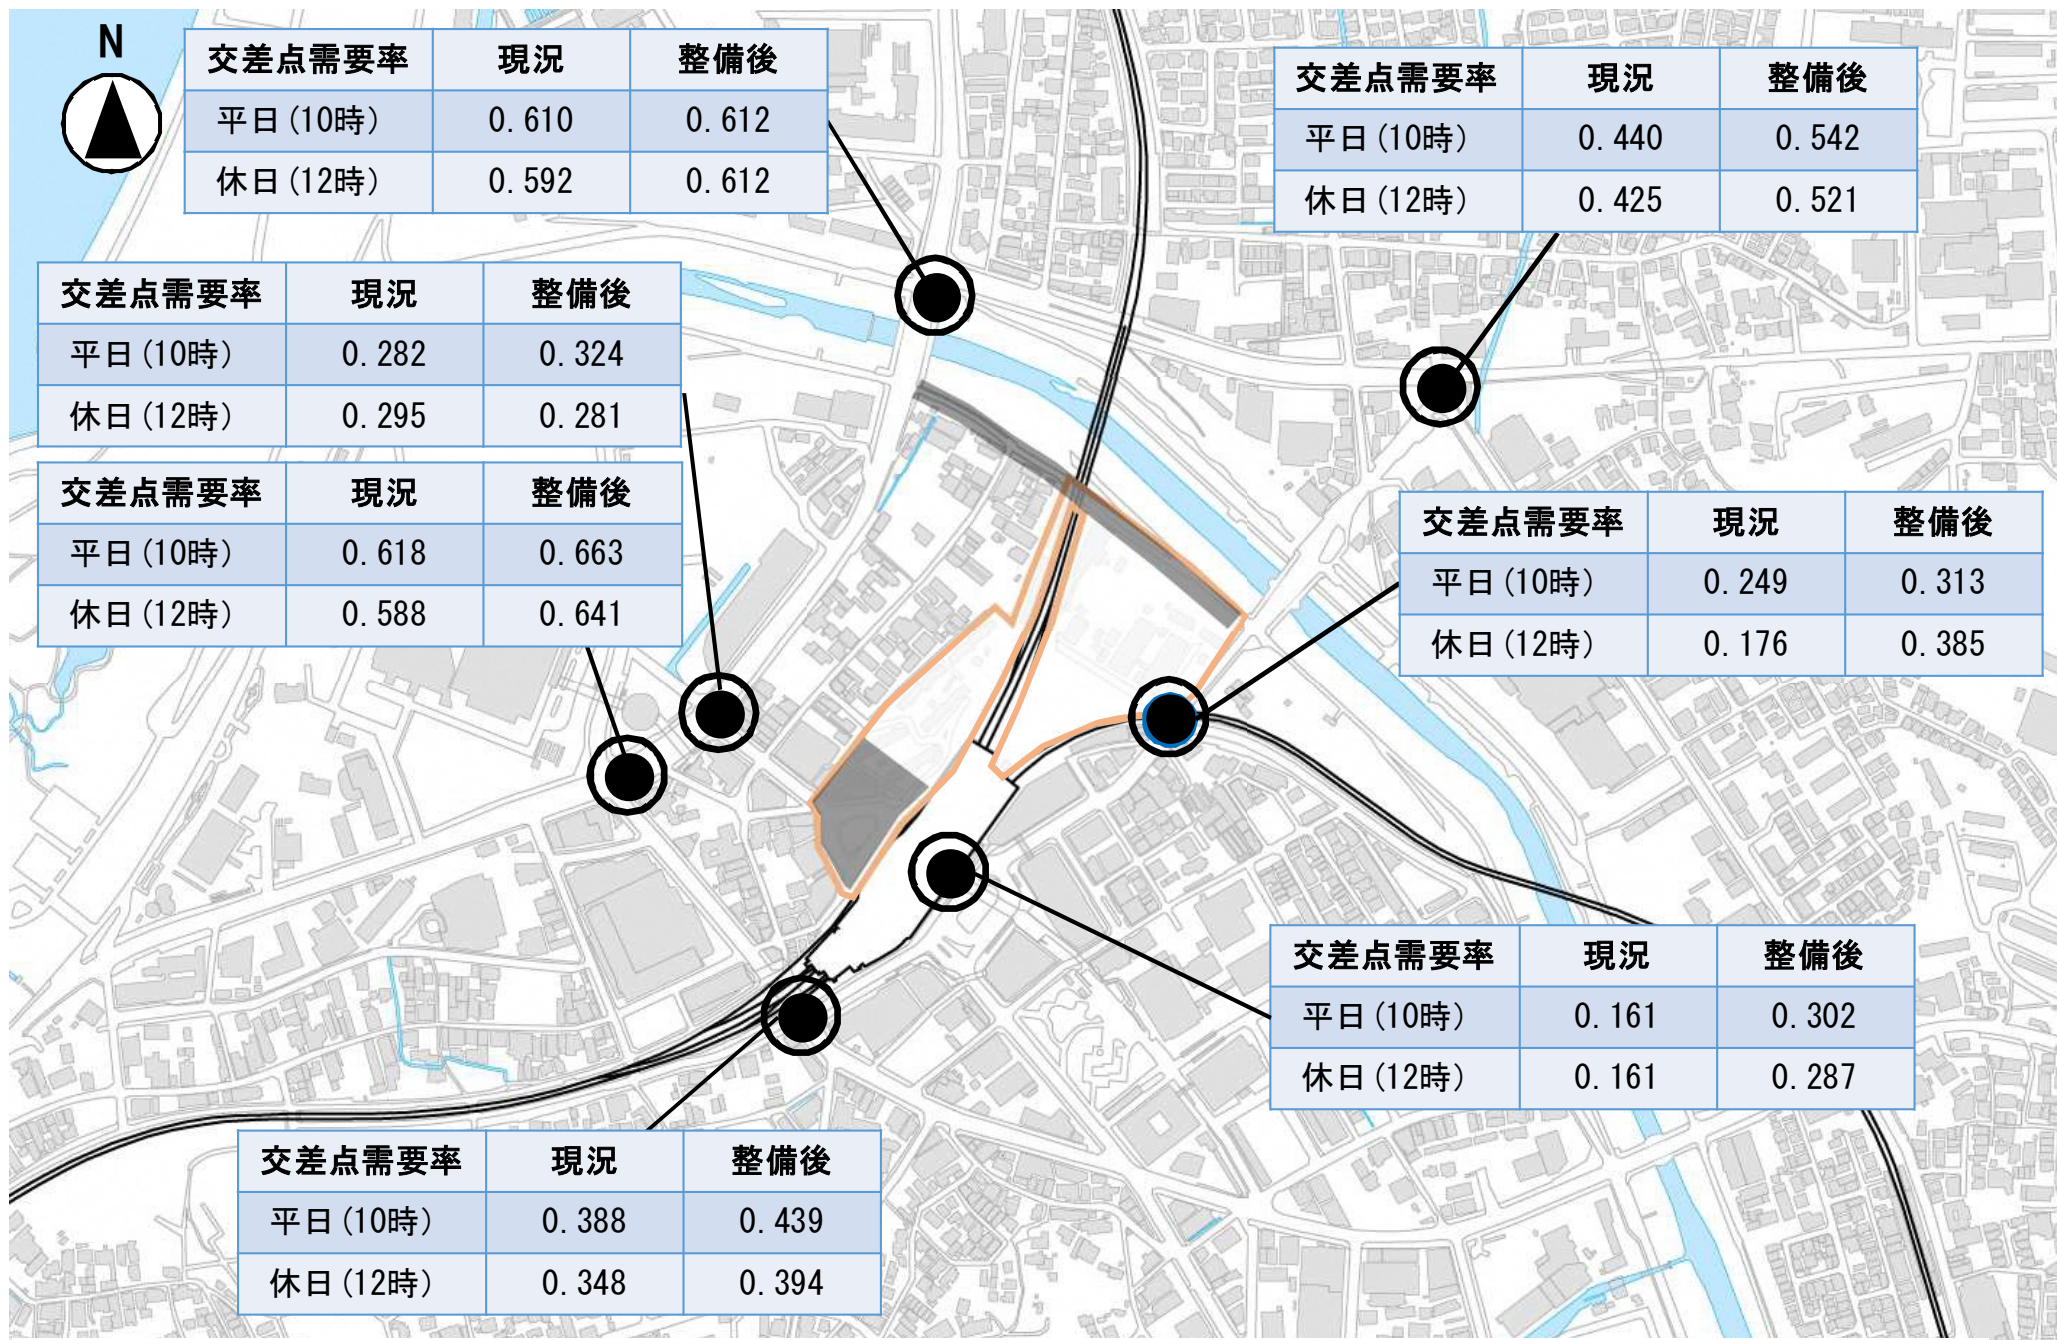 N
交差点需要率 現況 整備後
平日(10時) 0.610 0.612
休日(12時) 0.592 0.612
交差点需要率 現況 整備後
平日(10時) 0.440 0.542
休日(12時) 0.425 0.521
交差点需要率 現況 整備後
平日(10時) 0.282 0.324
休日(12時) 0.295 0.281
交差点需要率 現況 整備後
平日(10時) 0.618 0.663
休日(12時) 0.588 0.641
交差点需要率 現況 整備後
平日(10時) 0.249 0.313
休日(12時) 0.176 0.385
交差点需要率 現況 整備後
平日(10時) 0.161 0.302
休日(12時) 0.161 0.287
交差点需要率 現況 整備後
平日(10時) 0.388 0.439
休日(12時) 0.348 0.394